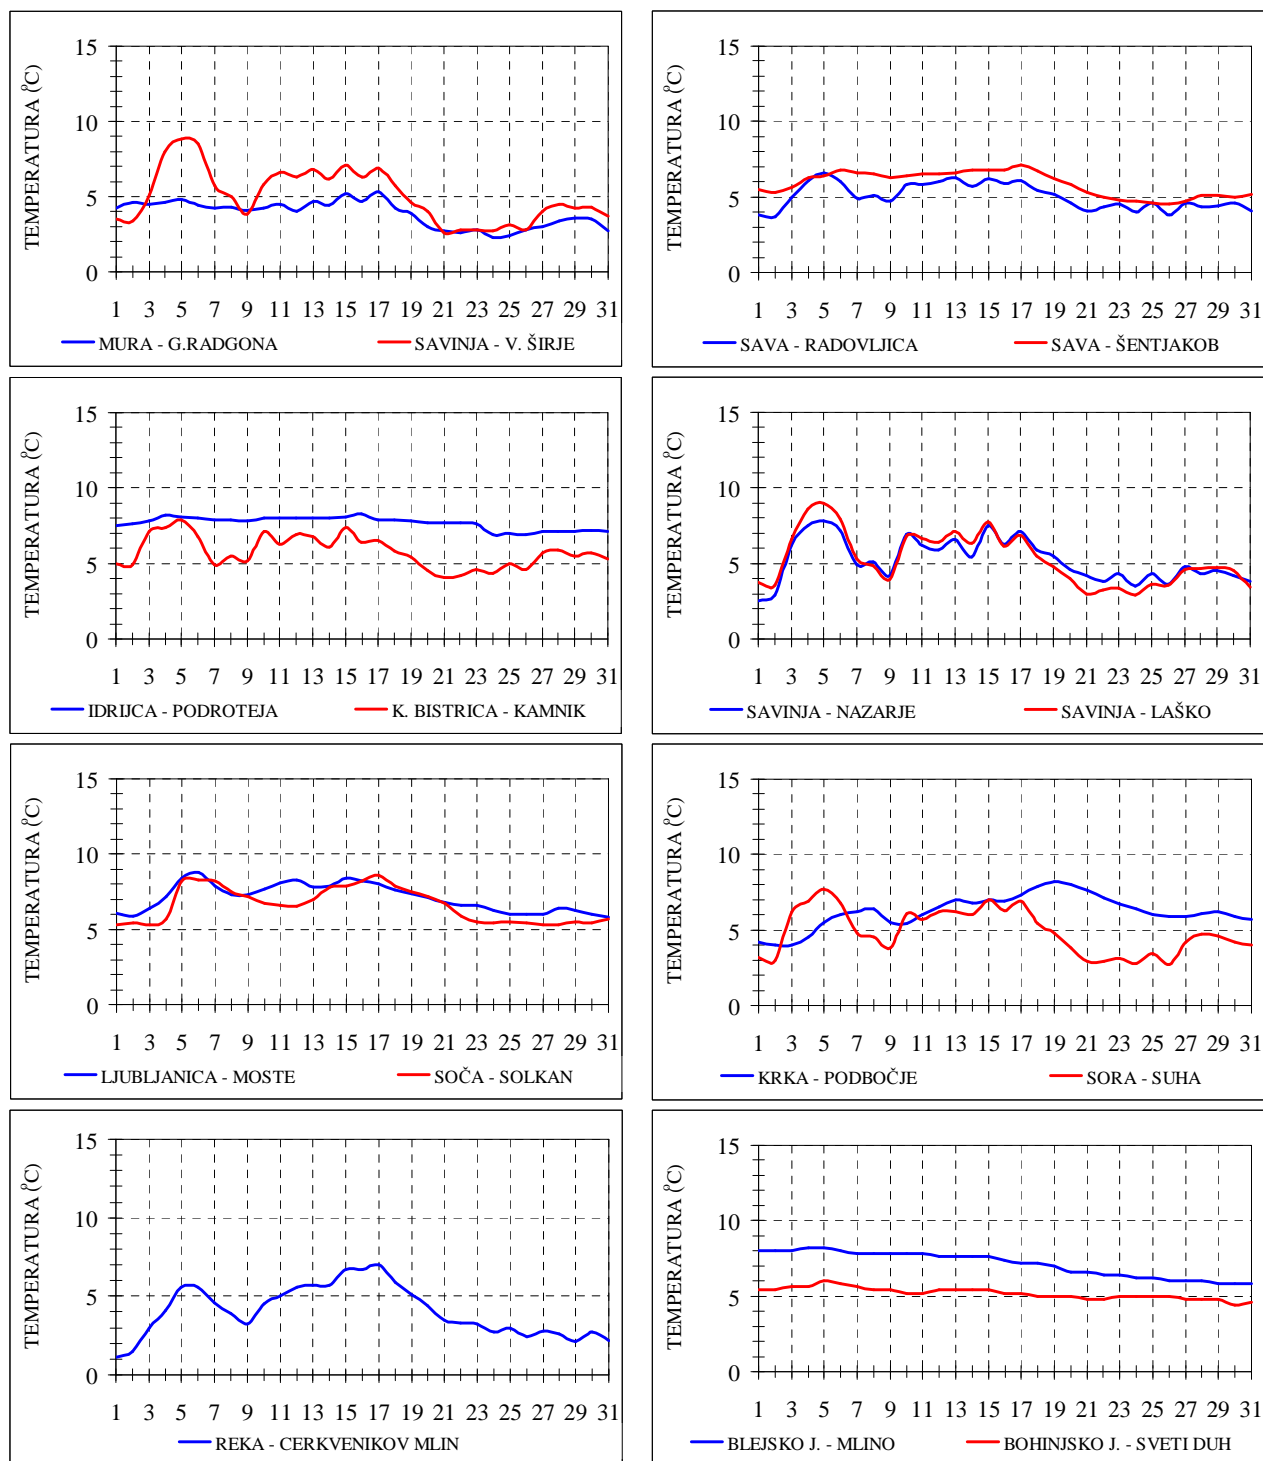 TEMPERATURA (°C)
15
10
5
0
1 3 5 7 9 11 13 15 17 19 21 23 25 27 29 31
MURA - G.RADGONA SAVINJA - V. ŠIRJE
TEMPERATURA (°C)
15
10
5
0
1 3 5 7 9 11 13 15 17 19 21 23 25 27 29 31
SAVA - RADOVLJICA SAVA - ŠENTJAKOB
TEMPERATURA (°C)
15
10
5
0
1 3 5 7 9 11 13 15 17 19 21 23 25 27 29 31
IDRIJCA - PODROTEJA K. BISTRICA - KAMNIK
TEMPERATURA (°C)
15
10
5
0
1 3 5 7 9 11 13 15 17 19 21 23 25 27 29 31
SAVINJA - NAZARJE SAVINJA - LAŠKO
TEMPERATURA (°C)
15
10
5
0
1 3 5 7 9 11 13 15 17 19 21 23 25 27 29 31
LJUBLJANICA - MOSTE SOČA - SOLKAN
TEMPERATURA (°C)
15
10
5
0
1 3 5 7 9 11 13 15 17 19 21 23 25 27 29 31
KRKA - PODBOČJE SORA - SUHA
TEMPERATURA (°C)
15
10
5
0
1 3 5 7 9 11 13 15 17 19 21 23 25 27 29 31
REKA - CERKVENIKOV MLIN
TEMPERATURA (°C)
15
10
5
0
1 3 5 7 9 11 13 15 17 19 21 23 25 27 29 31
BLEJSKO J. - MLINO BOHINJSKO J. - SVETI DUH